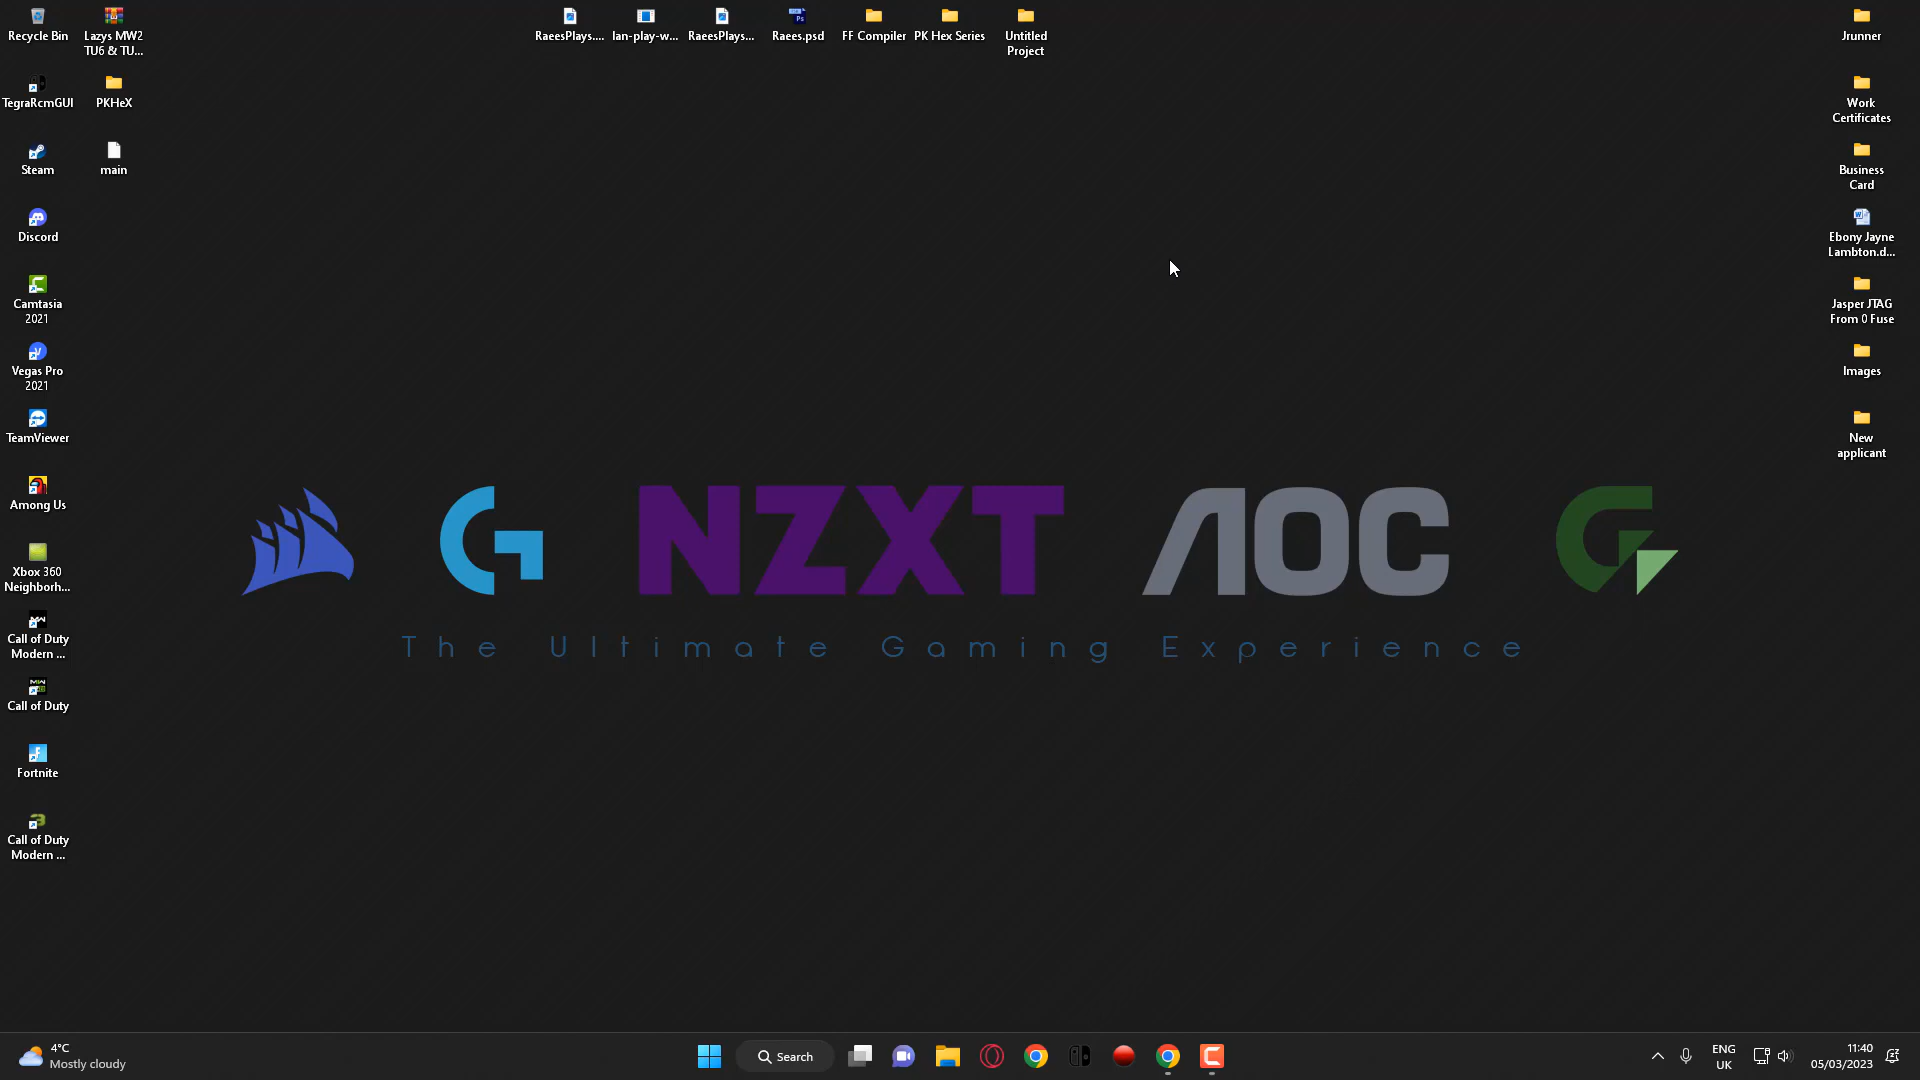 Recycle Bin
Lazys MW2
TU6 & TU...
TegraRcmGUI
PKHeX
Steam
main
Discord
Camtasia
2021
Vegas Pro
2021
TeamViewer
Among Us
Xbox 360
Neighborh...
Call of Duty
Modern ...
Call of Duty
Fortnite
Call of Duty
Modern ...
RaeesPlays....
lan-play-w...
RaeesPlays...
Raees.psd
FF Compiler
PK Hex Series
Untitled
Project
Jrunner
Work
Certificates
Business
Card
Ebony Jayne
Lambton.d...
Jasper JTAG
From 0 Fuse
Images
New
applicant
NZXT AOC
The Ultimate Gaming Experience
4°C
Mostly cloudy
Search
ENG
UK
11:40
05/03/2023